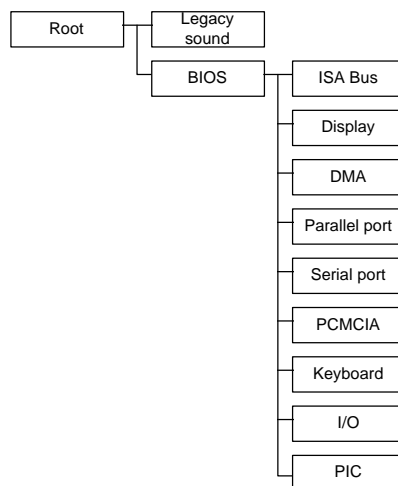 Root
Legacy
sound
BIOS
ISA Bus
Display
DMA
Parallel port
Serial port
PCMCIA
Keyboard
I/O
PIC